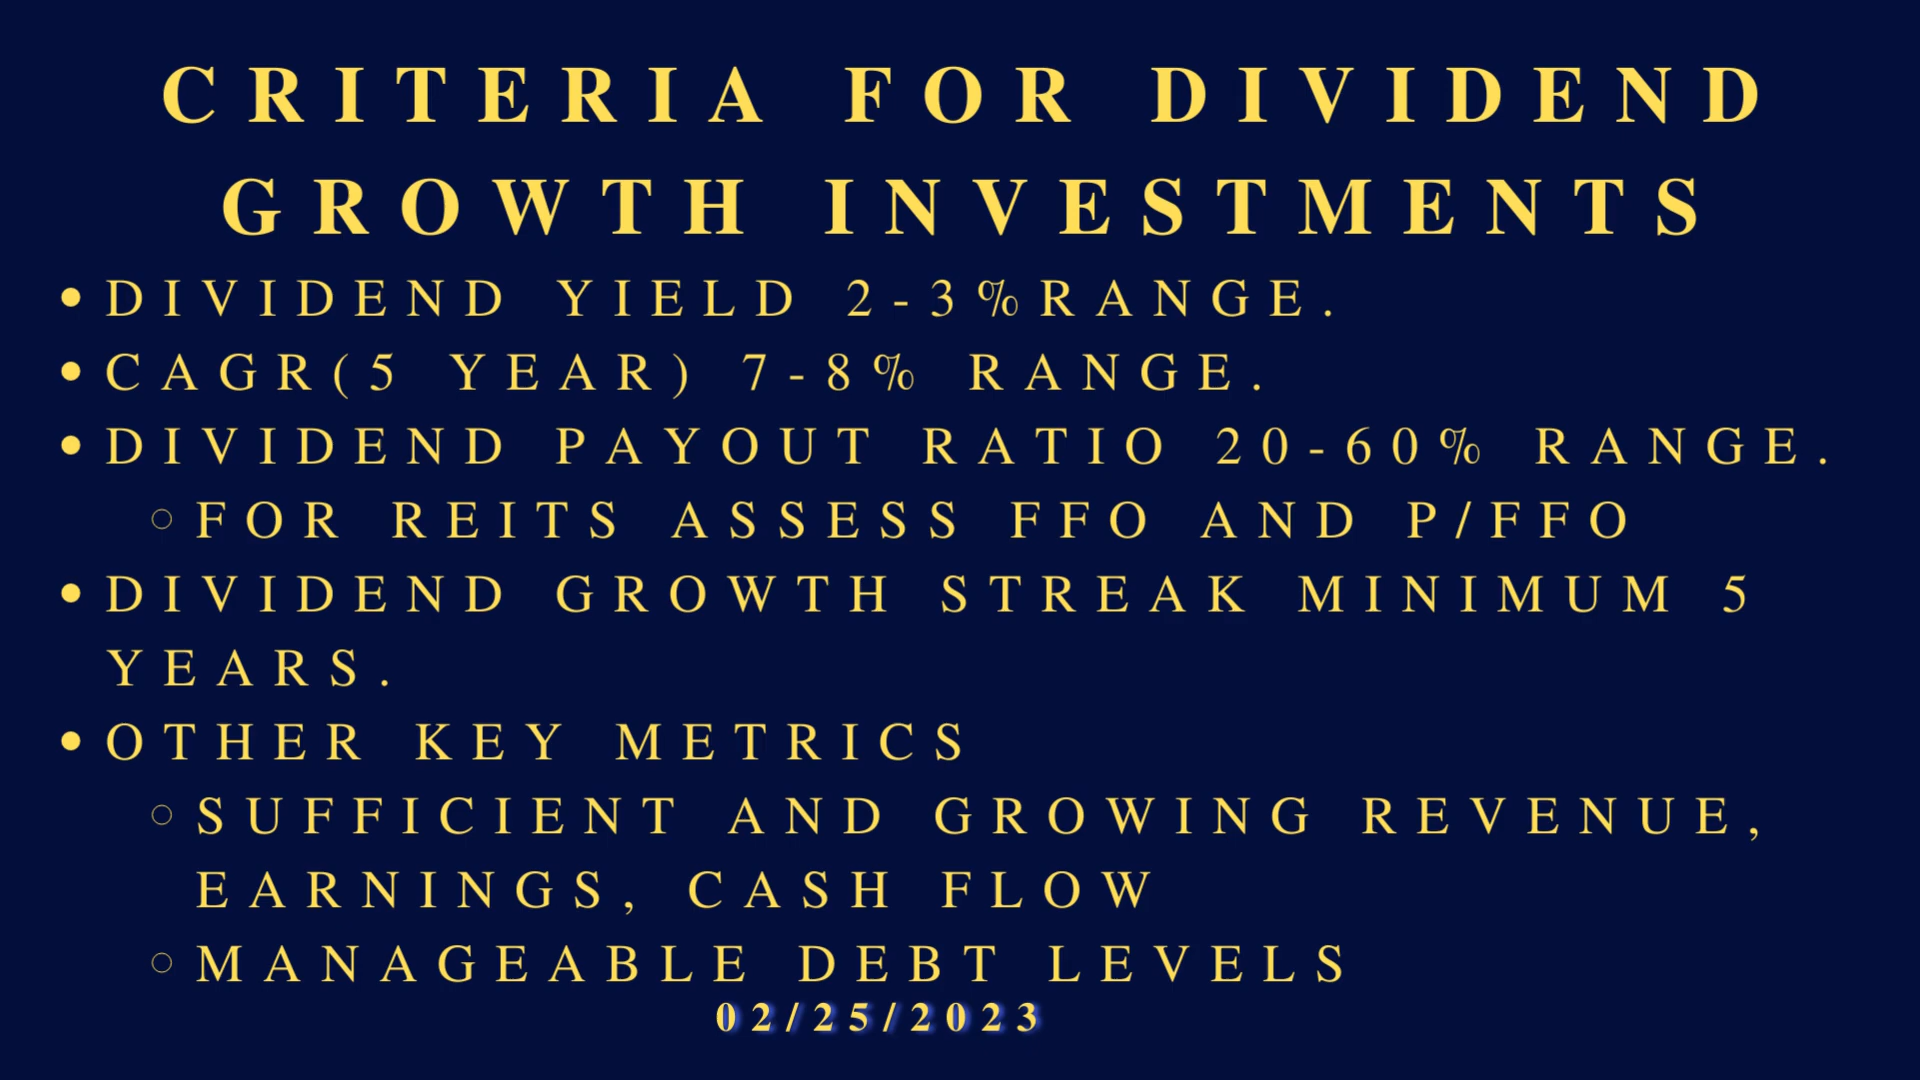 CRITERIA FOR DIVIDEND
GROWTH INVESTMENTS
• DIVIDEND YIELD 2-3%RANGE.
• CAGR(5 YEAR) 7-8% RANGE.
• DIVIDEND PAYOUT RATIO 20-60% RANGE.
○ FOR REITS ASSESS FFO AND P/FFO
• DIVIDEND GROWTH STREAK MINIMUM 5
YEARS.
• OTHER KEY METRICS
○ SUFFICIENT AND GROWING REVENUE,
EARNINGS, CASH FLOW
○ MANAGEABLE DEBT LEVELS
02/25/2023